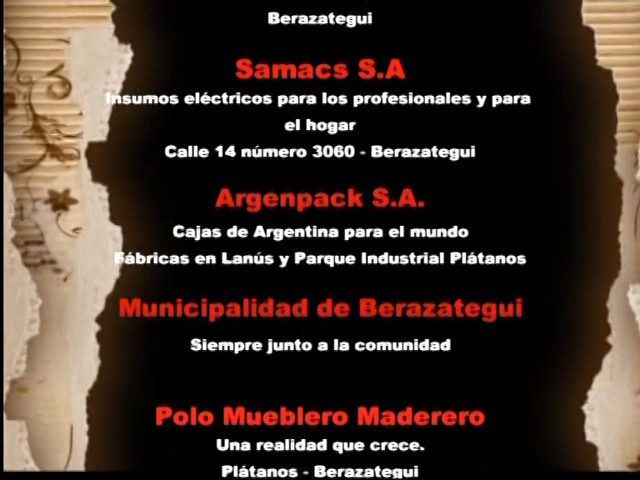 Berazategui
Samacs S.A
Insumos eléctricos para los profesionales y para
el hogar
Calle 14 número 3060 - Berazategui
Argenpack S.A.
Cajas de Argentina para el mundo
Fábricas en Lanús y Parque Industrial Plátanos
Municipalidad de Berazategui
Siempre junto a la comunidad
Polo Mueblero Maderero
Una realidad que crece.
Plátanos - Berazategui